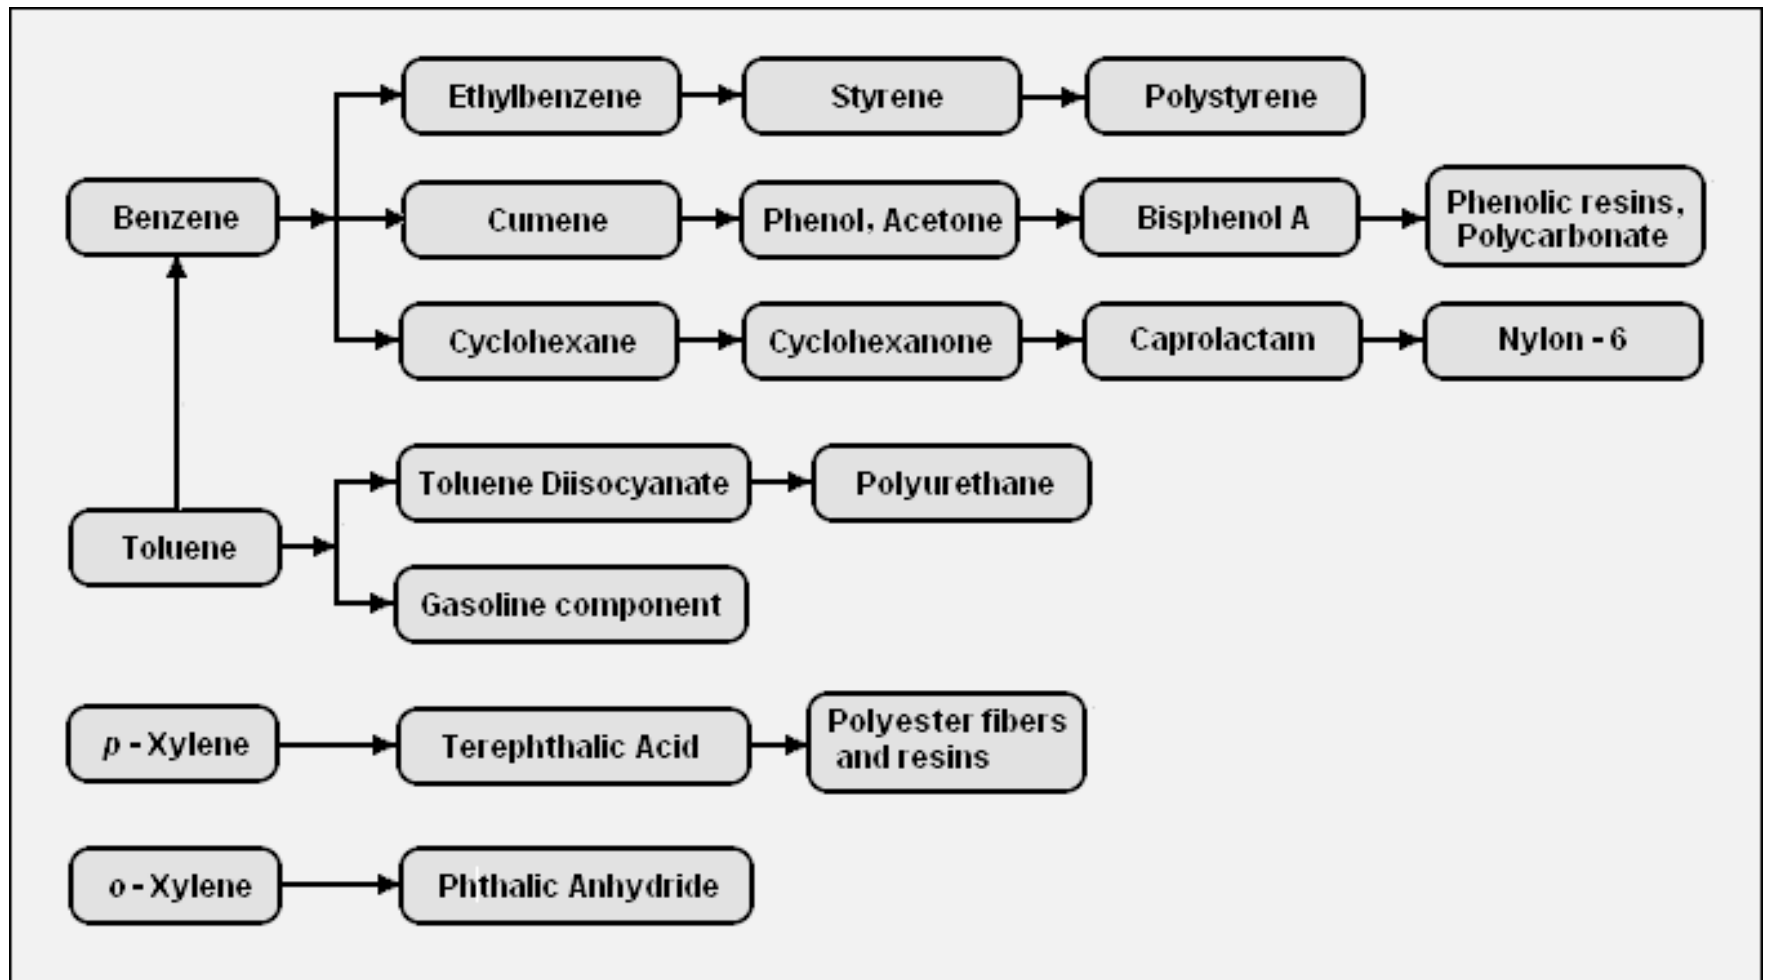 Ethylbenzene
Styrene
Polystyrene
Benzene
Cumene
Phenol, Acetone
Bisphenol A
Phenolic resins,
Polycarbonate
Cyclohexane
Cyclohexanone
Caprolactam
Nylon - 6
Toluene
Toluene Diisocyanate
Polyurethane
Gasoline component
p - Xylene
Terephthalic Acid
Polyester fibers
and resins
o - Xylene
Phthalic Anhydride